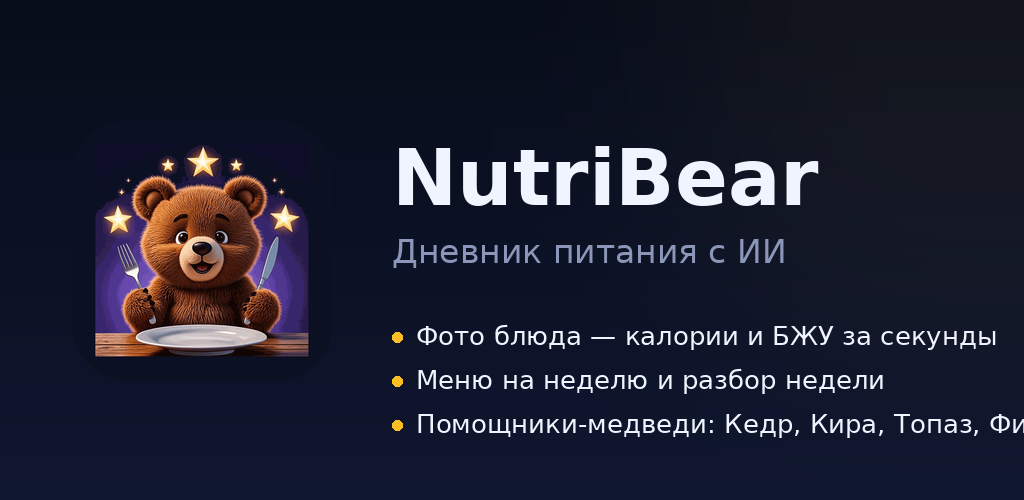 NutriBear
Дневник питания с ИИ
Фото блюда — калории и БЖУ за секунды
Меню на неделю и разбор недели
Помощники-медведи: Кедр, Кира, Топаз,